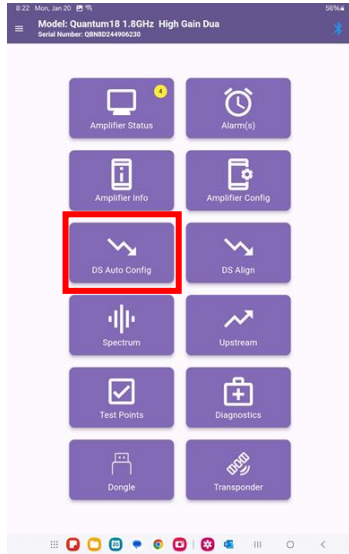 8:22 Mon, Jan 20
56%
Model: Quantum18 1.8GHz High Gain Dua
Serial Number: QBN8D244906230
4
Amplifier Status
Alarm(s)
Amplifier Info
Amplifier Config
DS Auto Config
DS Align
Spectrum
Upstream
Test Points
Diagnostics
Dongle
Transponder